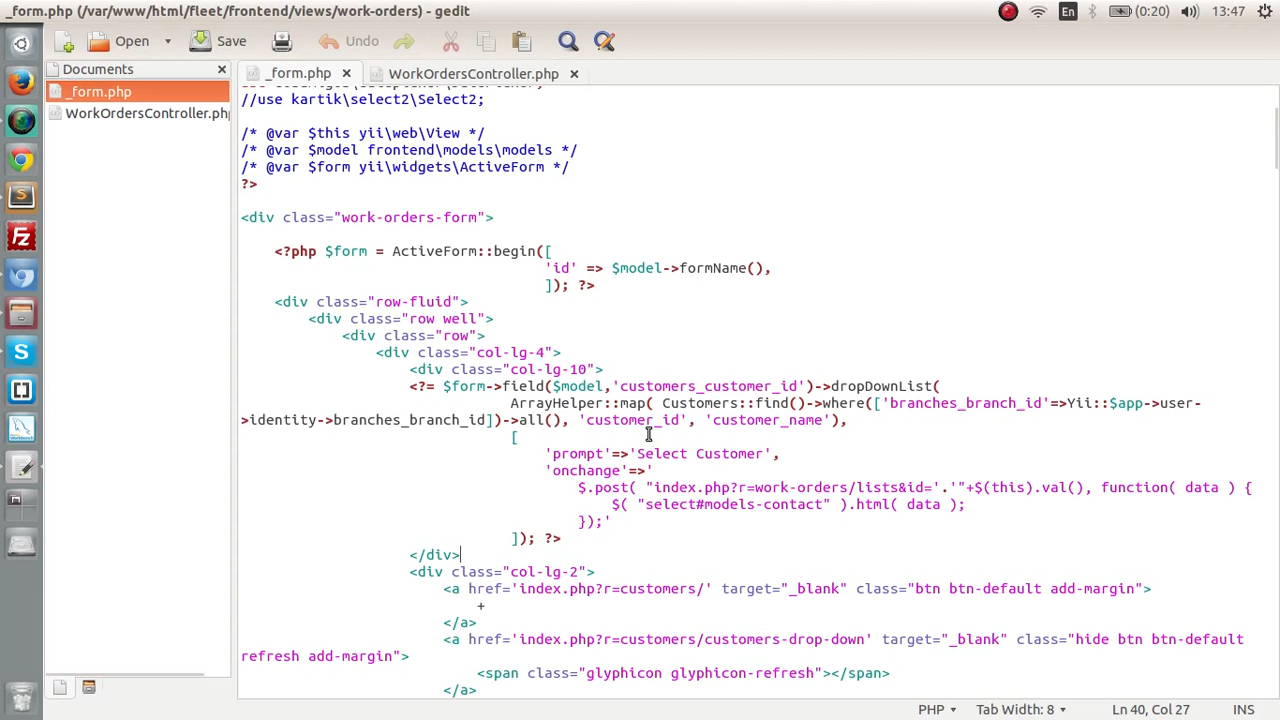 _form.php (/var/www/html/fleet/frontend/views/work-orders) - gedit
En
(0:20)
13:47
Open
Save
Undo
Documents
_form.php
WorkOrdersController.php
_form.php
WorkOrdersController.php
//use kartik\select2\Select2;
/* @var $this yii\web\View */
/* @var $model frontend\models\models */
/* @var $form yii\widgets\ActiveForm */
?>
<div class="work-orders-form">
<?php $form = ActiveForm::begin([
'id' => $model->formName(),
]); ?>
<div class="row-fluid">
<div class="row well">
<div class="row">
<div class="col-lg-4">
<div class="col-lg-10">
<?= $form->field($model,'customers_customer_id')->dropDownList(
ArrayHelper::map( Customers::find()->where(['branches_branch_id'=>Yii::$app->user-
>identity->branches_branch_id])->all(), 'customer_id', 'customer_name'),
[
'prompt'=>'Select Customer',
'onchange'=>'
$.post( "index.php?r=work-orders/lists&id='.'"+$(this).val(), function( data ) {
$( "select#models-contact" ).html( data );
});'
]); ?>
</div>
<div class="col-lg-2">
<a href='index.php?r=customers/' target="_blank" class="btn btn-default add-margin">
+
</a>
<a href='index.php?r=customers/customers-drop-down' target="_blank" class="hide btn btn-default
refresh add-margin">
<span class="glyphicon glyphicon-refresh"></span>
</a>
PHP
Tab Width: 8
Ln 40, Col 27
INS